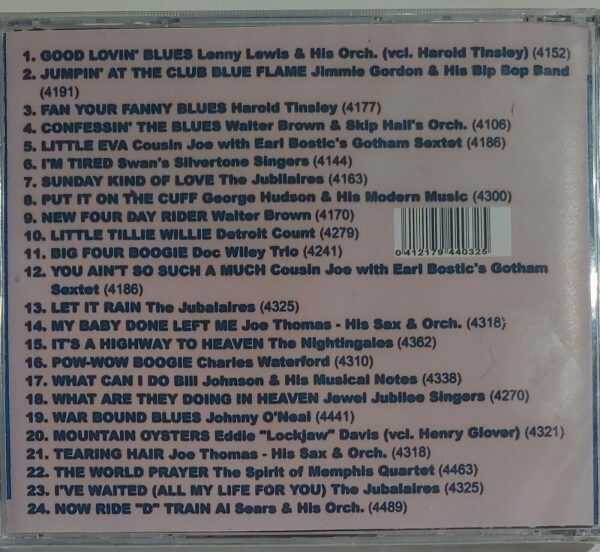 1. GOOD LOVIN' BLUES Lenny Lewis & His Orch. (vcl. Harold Tinsley) (4152)
2. JUMPIN' AT THE CLUB BLUE FLAME Jimmie Gordon & His Bip Bop Band
(4191)
3. FAN YOUR FANNY BLUES Harold Tinsley (4177)
4. CONFESSIN' THE BLUES Walter Brown & Skip Hall's Orch. (4106)
5. LITTLE EVA Cousin Joe with Earl Bostic's Gotham Sextet (4186)
6. I'M TIRED Swan's Silvertone Singers (4144)
7. SUNDAY KIND OF LOVE The Jubilaires (4163)
8. PUT IT ON THE CUFF George Hudson & His Modern Music (4300)
9. NEW FOUR DAY RIDER Walter Brown (4170)
10. LITTLE TILLIE WILLIE Detroit Count (4279)
11. BIG FOUR BOOGIE Doc Wiley Trio (4241)
0 412179 440325
12. YOU AIN'T SO SUCH A MUCH Cousin Joe with Earl Bostic's Gotham
Sextet (4186)
13. LET IT RAIN The Jubalaires (4325)
14. MY BABY DONE LEFT ME Joe Thomas - His Sax & Orch. (4318)
15. IT'S A HIGHWAY TO HEAVEN The Nightingales (4362)
16. POW-WOW BOOGIE Charles Waterford (4310)
17. WHAT CAN I DO Bill Johnson & His Musical Notes (4338)
18. WHAT ARE THEY DOING IN HEAVEN Jewel Jubilee Singers (4270)
19. WAR BOUND BLUES Johnny O'Neal (4441)
20. MOUNTAIN OYSTERS Eddie "Lockjaw" Davis (vcl. Henry Glover) (4321)
21. TEARING HAIR Joe Thomas - His Sax & Orch. (4318)
22. THE WORLD PRAYER The Spirit of Memphis Quartet (4463)
23. I'VE WAITED (ALL MY LIFE FOR YOU) The Jubalaires (4325)
24. NOW RIDE "D" TRAIN Al Sears & His Orch. (4489)